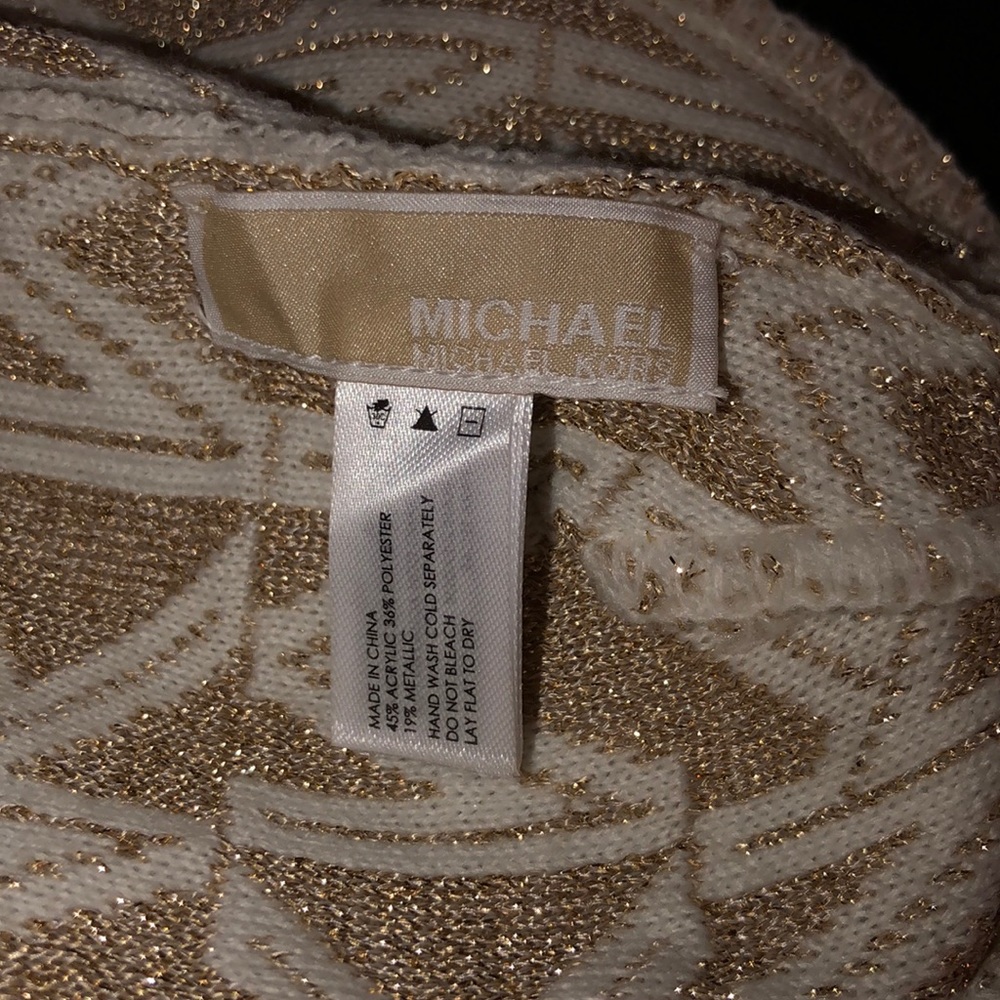 MICHAEL
MICHAEL KORS
MADE IN CHINA
45% ACRYLIC 36% POLYESTER
19% METALLIC
HAND WASH COLD SEPARATELY
DO NOT BLEACH
LAY FLAT TO DRY